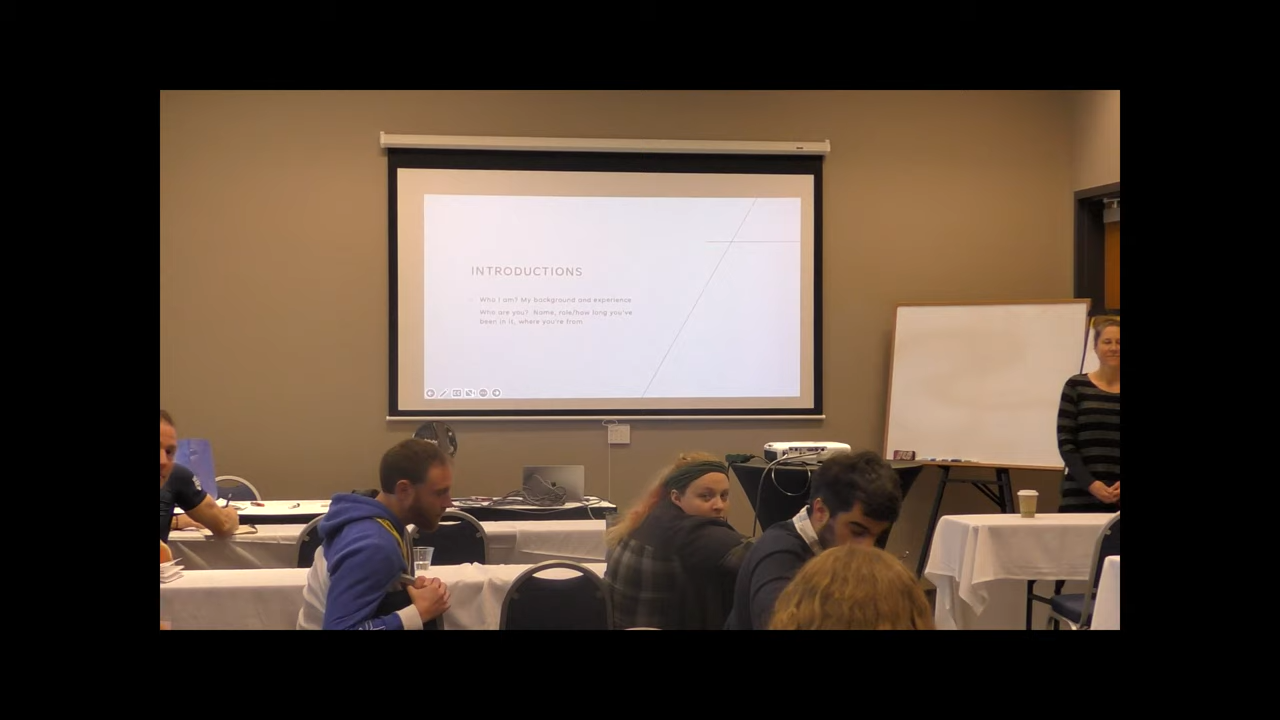 INTRODUCTIONS
Who I am? My background and experience
Who are you? Name, role/how long you've
been in it, where you're from